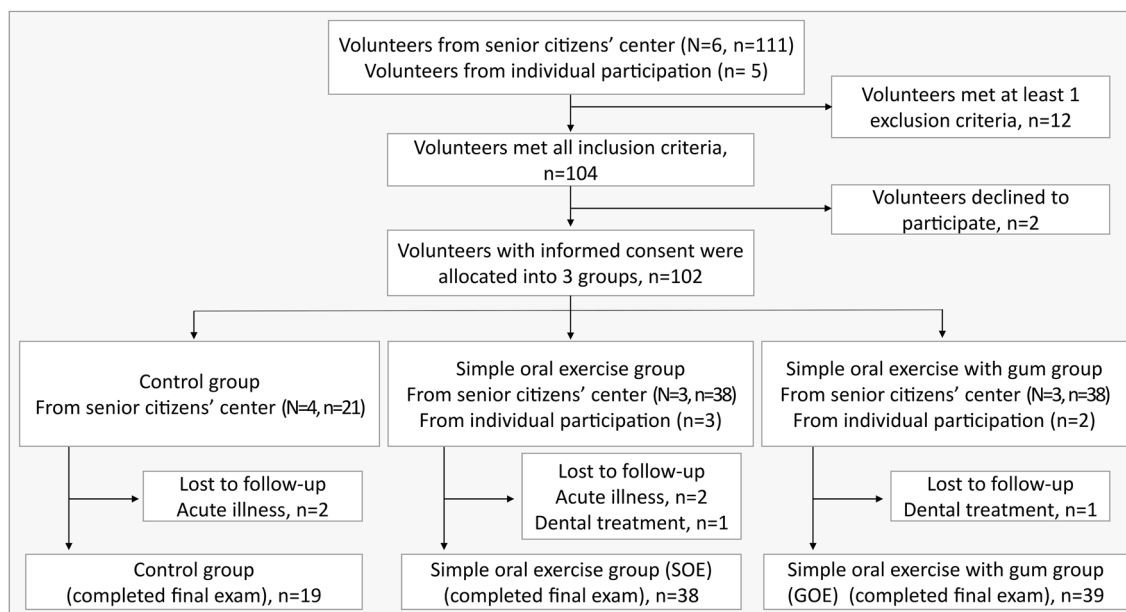 Volunteers from senior citizens’ center (N=6, n=111)
Volunteers from individual participation (n= 5)
Volunteers met at least 1
exclusion criteria, n=12
Volunteers met all inclusion criteria,
n=104
Volunteers declined to
participate, n=2
Volunteers with informed consent were
allocated into 3 groups, n=102
Control group
From senior citizens’ center (N=4, n=21)
Simple oral exercise group
From senior citizens’ center (N=3, n=38)
From individual participation (n=3)
Simple oral exercise with gum group
From senior citizens’ center (N=3, n=38)
From individual participation (n=2)
Lost to follow-up
Acute illness, n=2
Lost to follow-up
Acute illness, n=2
Dental treatment, n=1
Lost to follow-up
Dental treatment, n=1
Control group
(completed final exam), n=19
Simple oral exercise group (SOE)
(completed final exam), n=38
Simple oral exercise with gum group
(GOE) (completed final exam), n=39